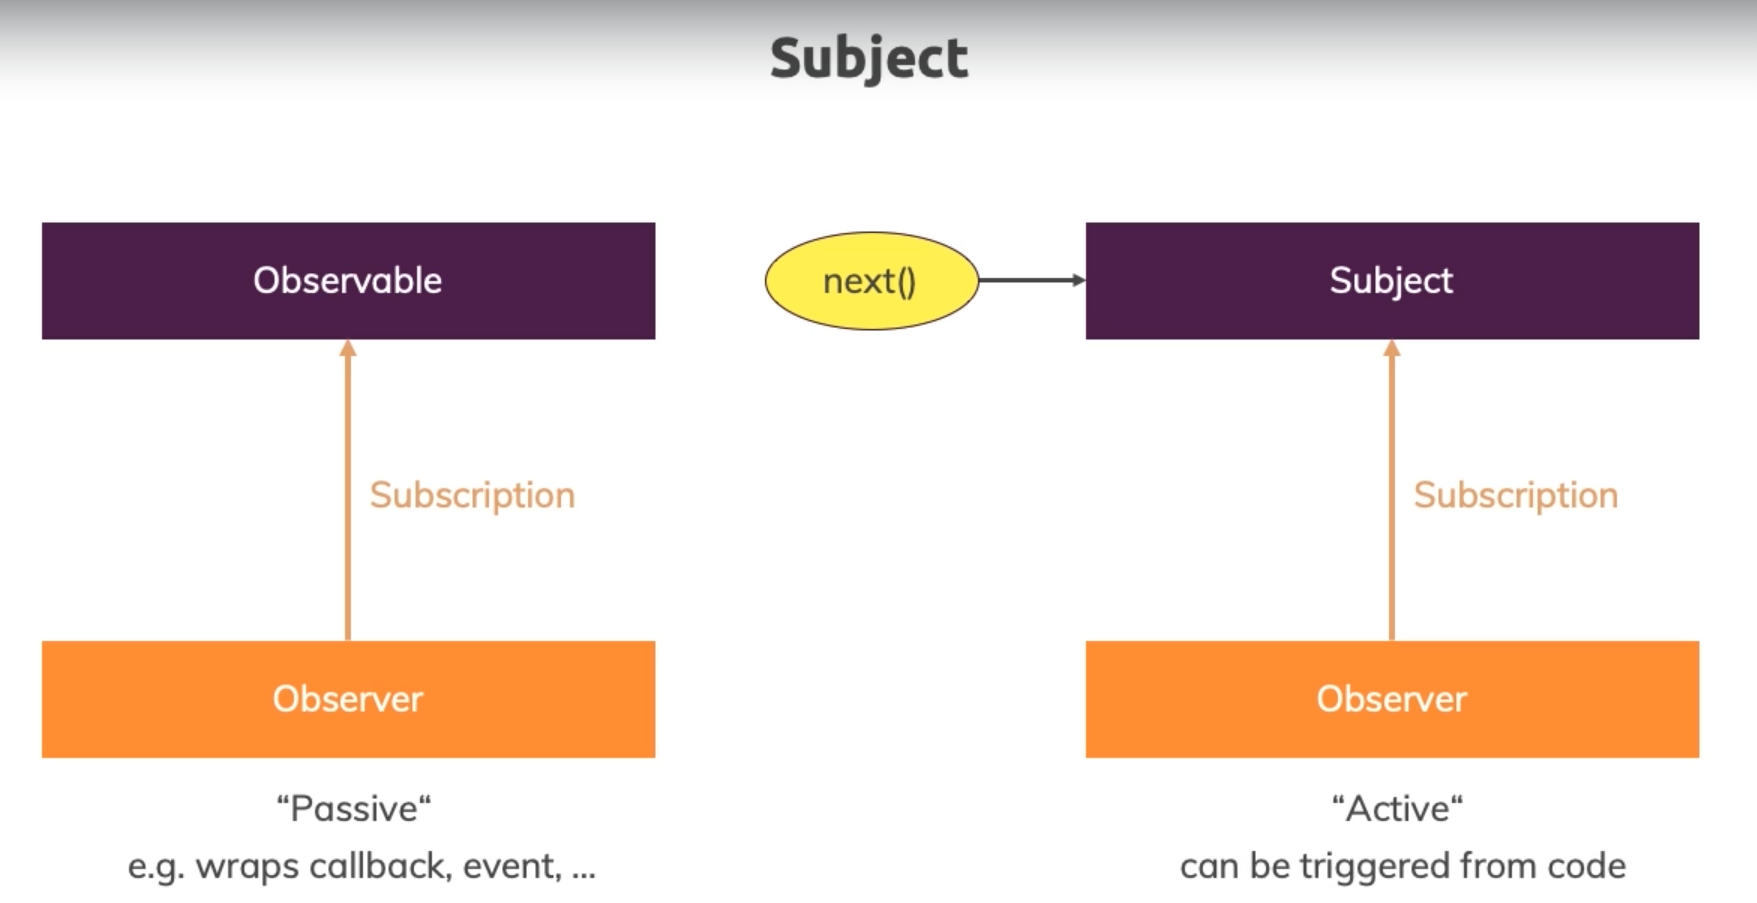 Subject
Observable
next()
Subject
Subscription
Subscription
Observer
Observer
“Passive“
e.g. wraps callback, event, ...
“Active“
can be triggered from code